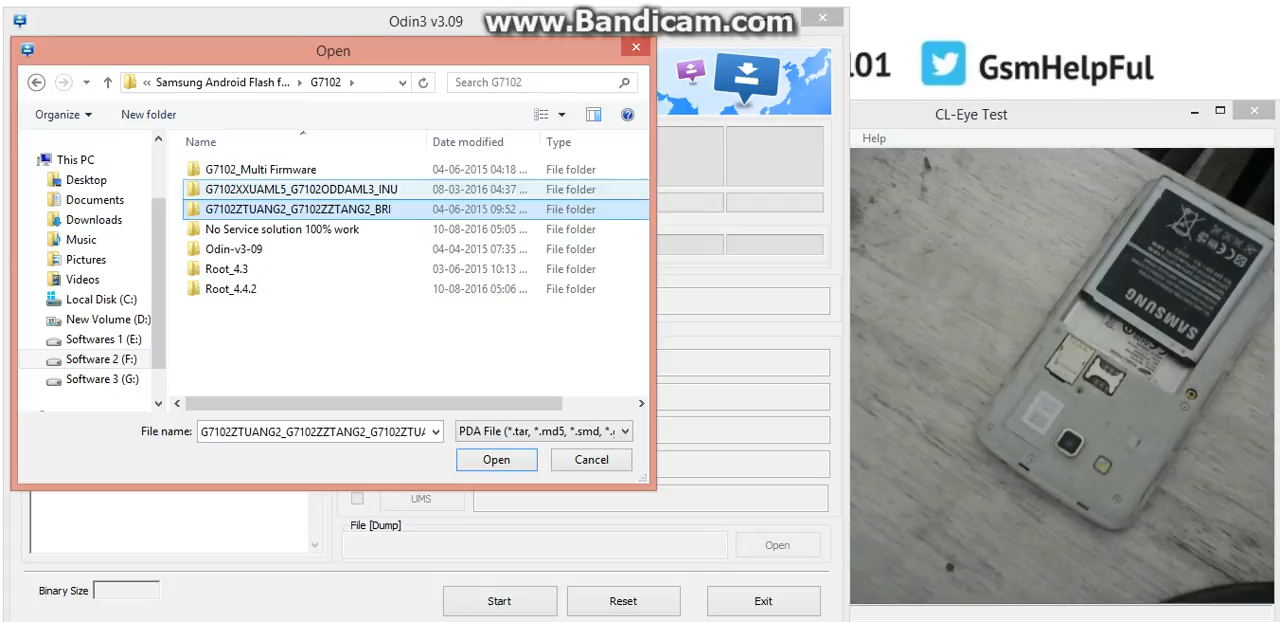 Odin3 v3.09
www.Bandicam.com
Open
« Samsung Android Flash f... › G7102 ›
Search G7102
Organize
New folder
Name
Date modified
Type
This PC
Desktop
Documents
Downloads
Music
Pictures
Videos
Local Disk (C:)
New Volume (D:)
Softwares 1 (E:)
Software 2 (F:)
Software 3 (G:)
G7102_Multi Firmware 04-06-2015 04:18 ... File folder
G7102XXUAML5_G7102ODDAML3_INU 08-03-2016 04:37 ... File folder
G7102ZTUANG2_G7102ZZTANG2_BRI 04-06-2015 09:52 ... File folder
No Service solution 100% work 10-08-2016 05:05 ... File folder
Odin-v3-09 04-04-2015 07:35 ... File folder
Root_4.3 03-06-2015 10:13 ... File folder
Root_4.4.2 10-08-2016 05:06 ... File folder
File name:
G7102ZTUANG2_G7102ZZTANG2_G7102ZTUA
PDA File (*.tar, *.md5, *.smd, *.
Open
Cancel
UMS
File [Dump]
Open
Binary Size
Start
Reset
Exit
101
GsmHelpFul
CL-Eye Test
Help
SAMSUNG